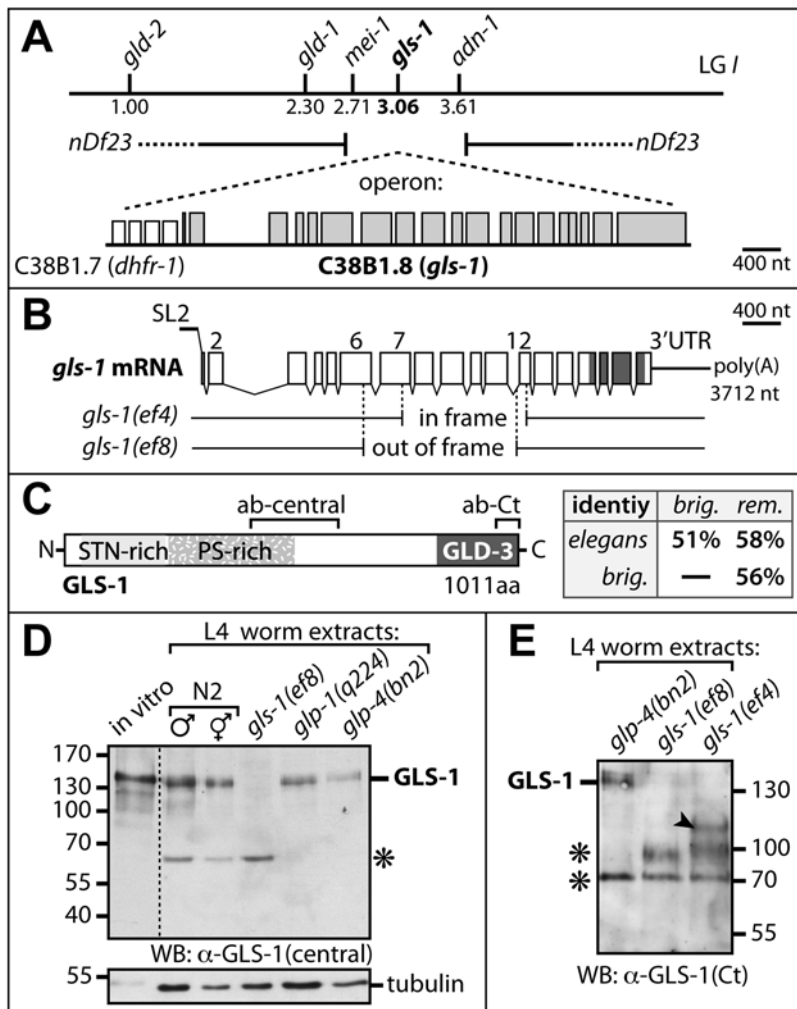 A
gld-2
gld-1
mei-1
gls-1
adn-1
LG I
1.00
2.30
2.71
3.06
3.61
nDf23
nDf23
operon:
C38B1.7 (dhfr-1)
C38B1.8 (gls-1)
400 nt
B
400 nt
SL2
2
6
7
12
3'UTR
gls-1 mRNA
poly(A)
3712 nt
gls-1(ef4)
in frame
gls-1(ef8)
out of frame
C
ab-central
ab-Ct
N
STN-rich
PS-rich
GLD-3
C
GLS-1
1011aa
identiy brig. rem.
elegans 51% 58%
brig. — 56%
D
L4 worm extracts:
in vitro
N2
♂ ⚥
gls-1(ef8)
glp-1(q224)
glp-4(bn2)
170
130
100
70
55
40
GLS-1
*
WB: α-GLS-1(central)
55
tubulin
E
L4 worm extracts:
glp-4(bn2)
gls-1(ef8)
gls-1(ef4)
GLS-1
130
100
70
55
*
*
WB: α-GLS-1(Ct)